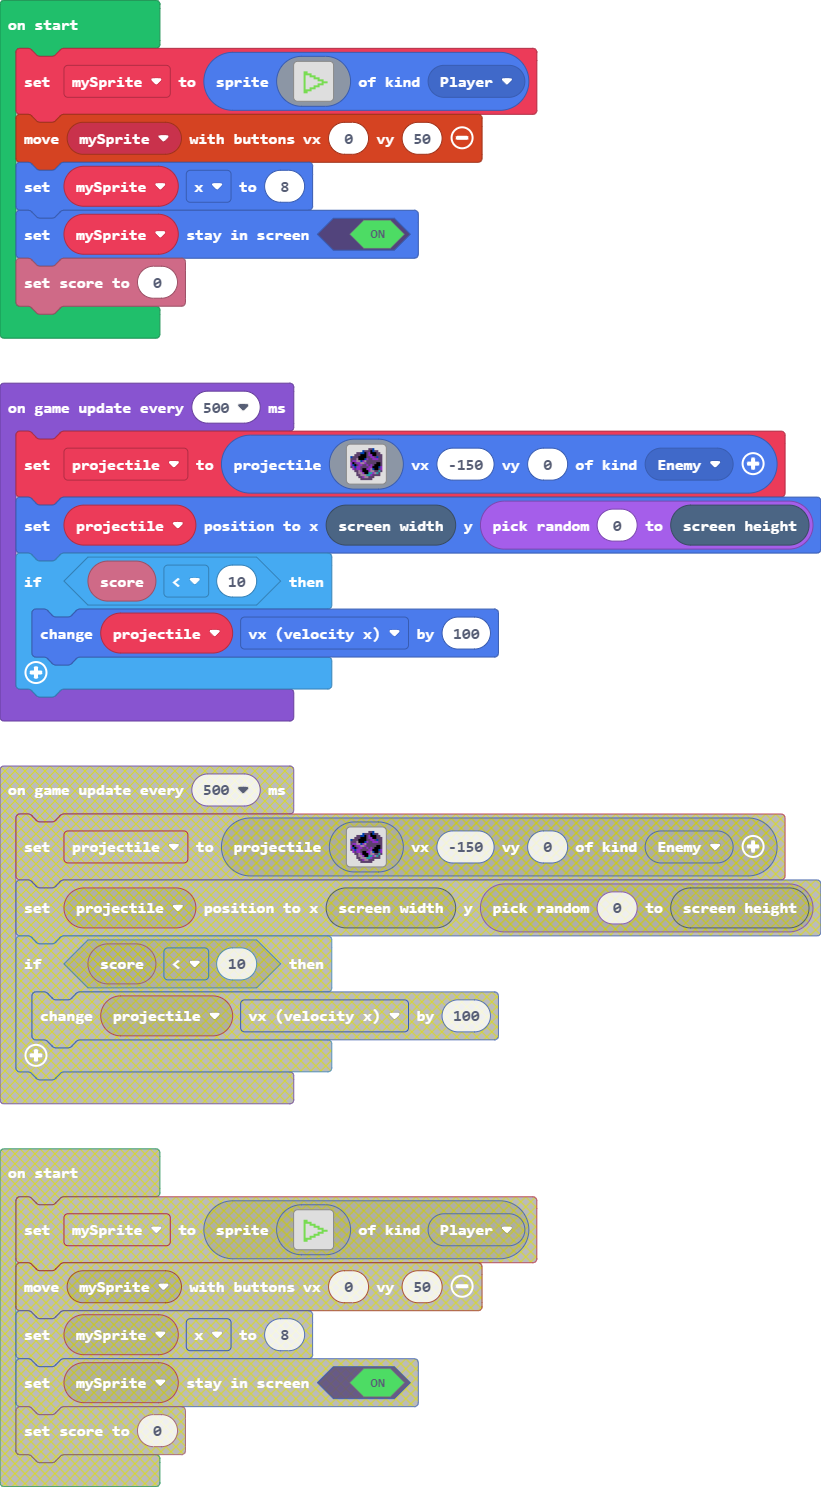 on start
set mySprite to sprite of kind Player
move mySprite with buttons vx 0 vy 50
set mySprite x to 8
set mySprite stay in screen ON
set score to 0
on game update every 500 ms
set projectile to projectile vx -150 vy 0 of kind Enemy
set projectile position to x screen width y pick random 0 to screen height
if score < 10 then
change projectile vx (velocity x) by 100
on game update every 500 ms
set projectile to projectile vx -150 vy 0 of kind Enemy
set projectile position to x screen width y pick random 0 to screen height
if score < 10 then
change projectile vx (velocity x) by 100
on start
set mySprite to sprite of kind Player
move mySprite with buttons vx 0 vy 50
set mySprite x to 8
set mySprite stay in screen ON
set score to 0